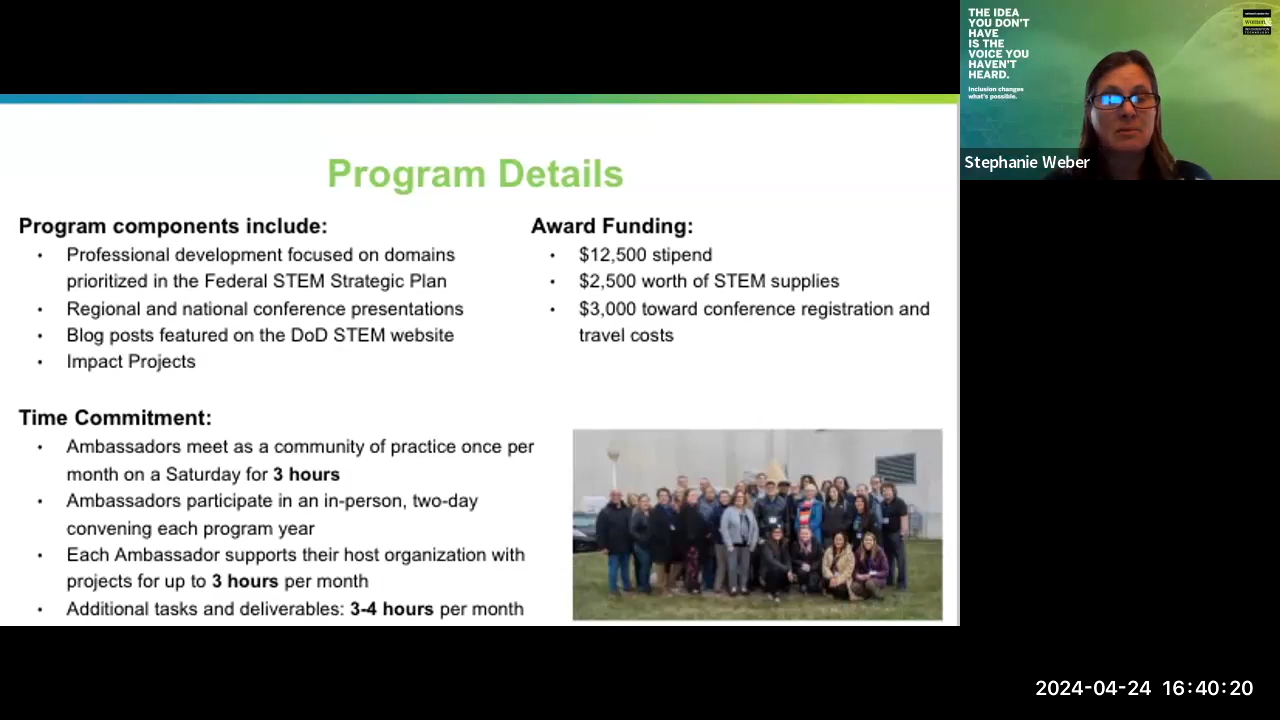 Program Details
Program components include:
• Professional development focused on domains
prioritized in the Federal STEM Strategic Plan
• Regional and national conference presentations
• Blog posts featured on the DoD STEM website
• Impact Projects
Time Commitment:
• Ambassadors meet as a community of practice once per
month on a Saturday for 3 hours
• Ambassadors participate in an in-person, two-day
convening each program year
• Each Ambassador supports their host organization with
projects for up to 3 hours per month
• Additional tasks and deliverables: 3-4 hours per month
Award Funding:
• $12,500 stipend
• $2,500 worth of STEM supplies
• $3,000 toward conference registration and
travel costs
THE IDEA
YOU DON'T
HAVE
IS THE
VOICE YOU
HAVEN'T
HEARD.
Inclusion changes
what's possible.
women
Stephanie Weber
2024-04-24 16:40:20